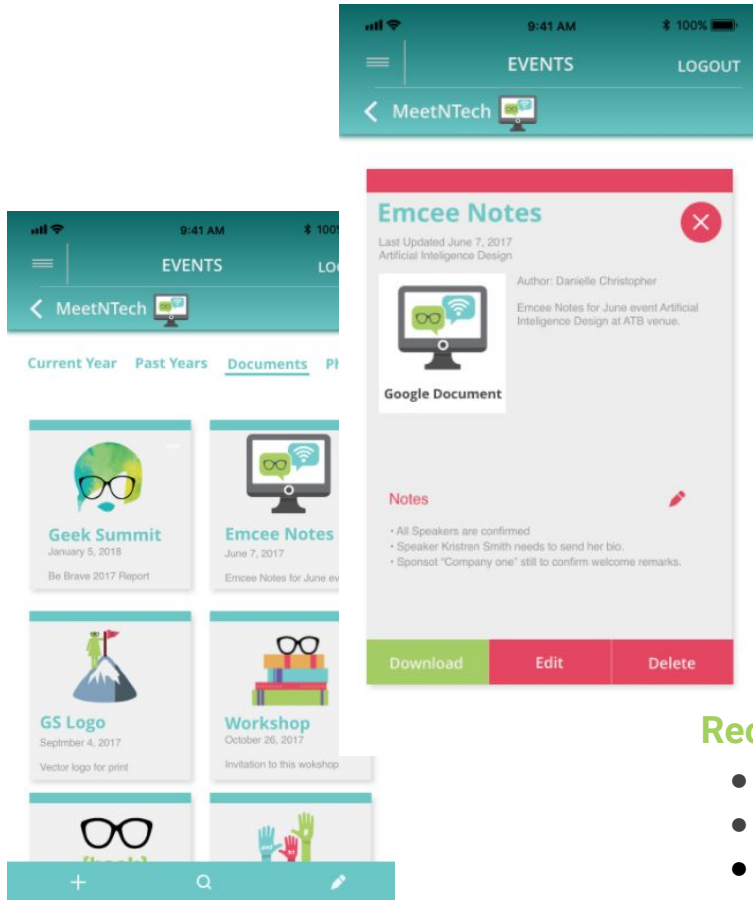 9:41 AM
100%
EVENTS
LOGOUT
MeetNTech
Emcee Notes
Last Updated June 7, 2017
Artificial Inteligence Design
Author: Danielle Christopher
Emcee Notes for June event Artificial
Inteligence Design at ATB venue.
Google Document
Notes
• All Speakers are confirmed
• Speaker Kristren Smith needs to send her bio.
• Sponsot "Company one" still to confirm welcome remarks.
Download Edit Delete
9:41 AM
100
EVENTS
LO
MeetNTech
Current Year Past Years Documents Ph
Geek Summit
January 5, 2018
Be Brave 2017 Report
Emcee Notes
June 7, 2017
Emcee Notes for June ev
GS Logo
Septmber 4, 2017
Vector logo for print
Workshop
October 26, 2017
Invitation to this wokshop
Rec